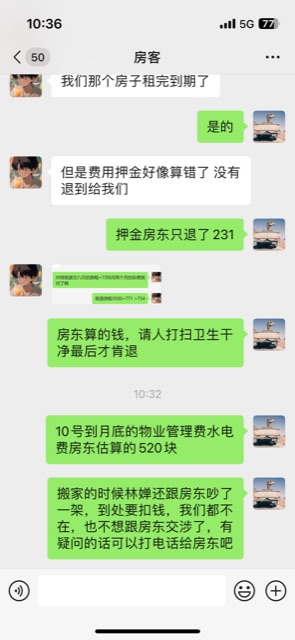 10:36
5G
77
50
房客
我们那个房子租完到期了
是的
但是费用押金好像算错了 没有
退到给我们
押金房东只退了231
房东算的钱，请人打扫卫生干
净最后才肯退
10:32
10号到月底的物业管理费水电
费房东估算的520块
搬家的时候林婵还跟房东吵了
一架，到处要扣钱，我们都不
在，也不想跟房东交涉了，有
疑问的话可以打电话给房东吧